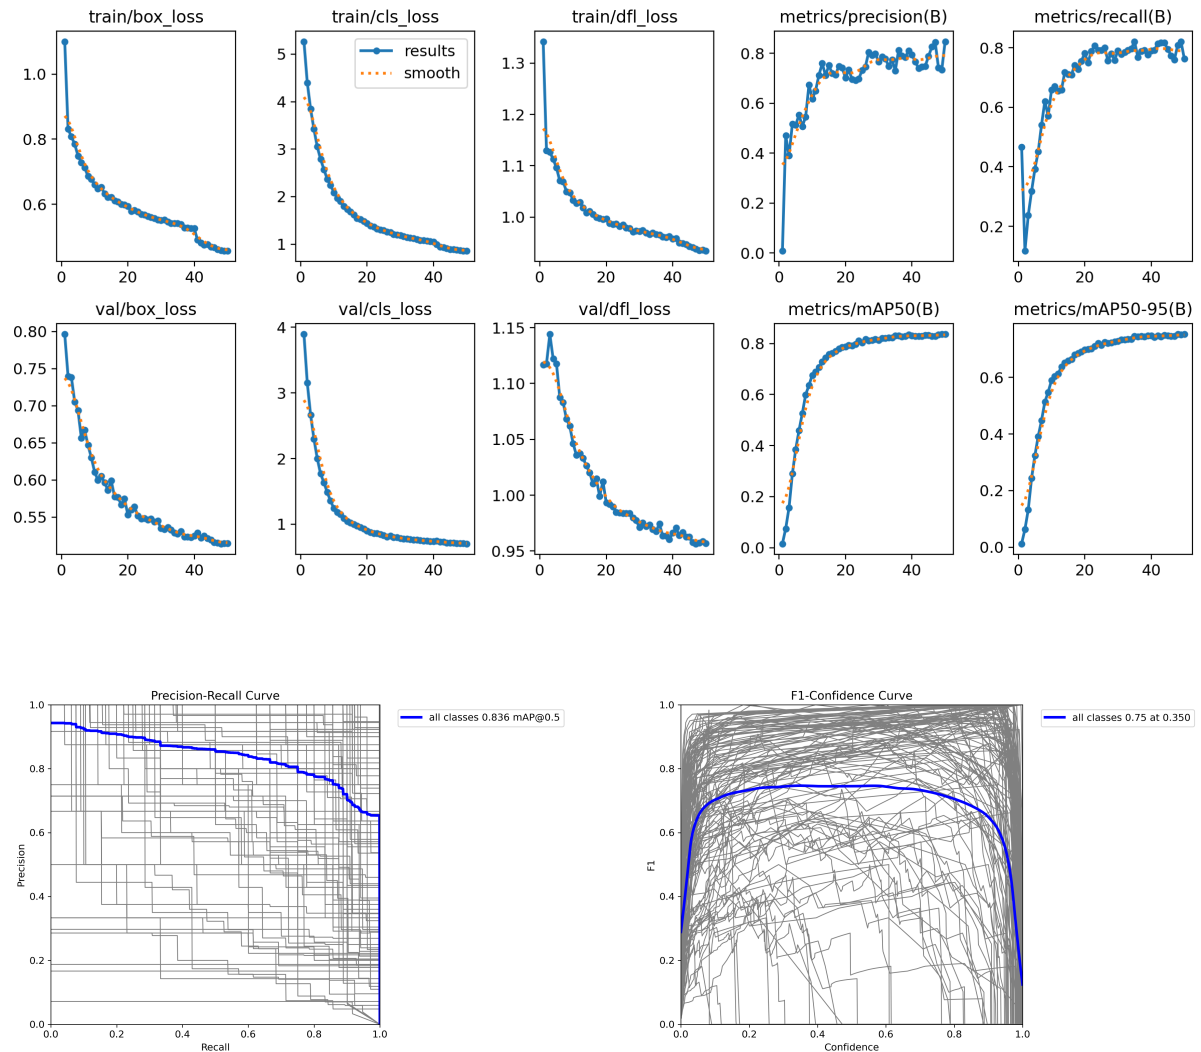 train/box_loss train/cls_loss train/dfl_loss metrics/precision(B) metrics/recall(B)
results
smooth
1.0
0.8
0.6
0 20 40
5
4
3
2
1
0 20 40
1.3
1.2
1.1
1.0
0 20 40
0.8
0.6
0.4
0.2
0.0
0 20 40
0.8
0.6
0.4
0.2
0 20 40
val/box_loss val/cls_loss val/dfl_loss metrics/mAP50(B) metrics/mAP50-95(B)
0.80
0.75
0.70
0.65
0.60
0.55
0 20 40
4
3
2
1
0 20 40
1.15
1.10
1.05
1.00
0.95
0 20 40
0.8
0.6
0.4
0.2
0.0
0 20 40
0.6
0.4
0.2
0.0
0 20 40
Precision-Recall Curve
all classes 0.836 mAP@0.5
Precision
1.0
0.8
0.6
0.4
0.2
0.0
0.0 0.2 0.4 0.6 0.8 1.0
Recall
F1-Confidence Curve
all classes 0.75 at 0.350
F1
1.0
0.8
0.6
0.4
0.2
0.0
0.0 0.2 0.4 0.6 0.8 1.0
Confidence